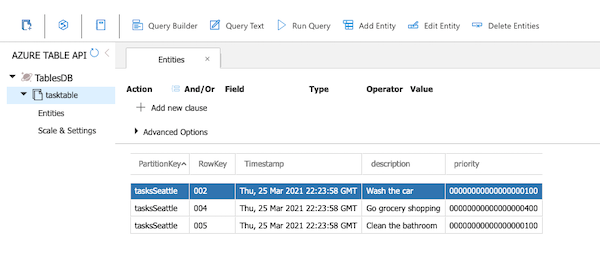 Query Builder Query Text Run Query Add Entity Edit Entity Delete Entities
AZURE TABLE API
TablesDB
tasktable
Entities
Scale & Settings
Entities ×
Action And/Or Field Type Operator Value
+ Add new clause
Advanced Options
PartitionKey RowKey Timestamp description priority
tasksSeattle 002 Thu, 25 Mar 2021 22:23:58 GMT Wash the car 00000000000000000100
tasksSeattle 004 Thu, 25 Mar 2021 22:23:58 GMT Go grocery shopping 00000000000000000400
tasksSeattle 005 Thu, 25 Mar 2021 22:23:58 GMT Clean the bathroom 00000000000000000100